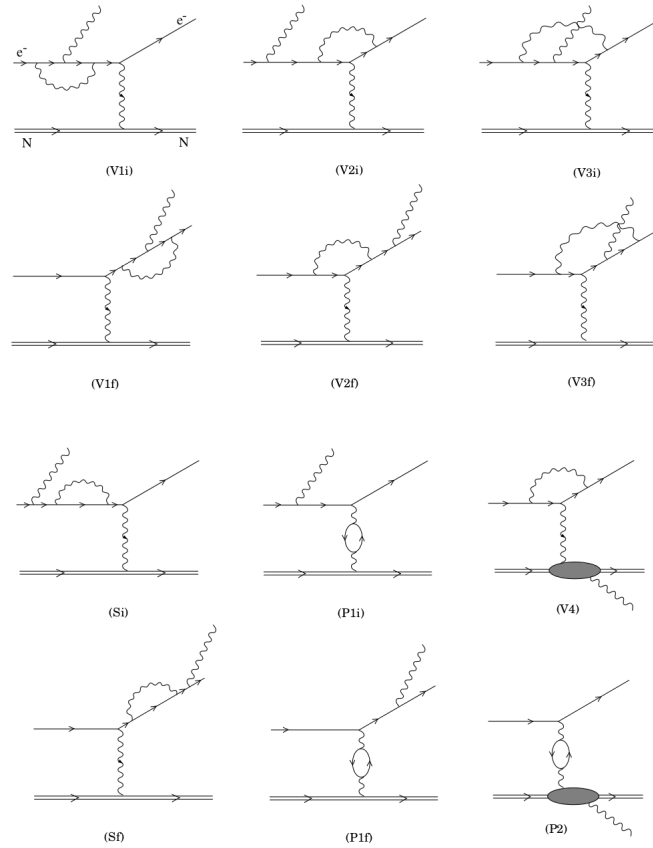 e-
e-
N
N
(V1i)
(V2i)
(V3i)
(V1f)
(V2f)
(V3f)
(Si)
(P1i)
(V4)
(Sf)
(P1f)
(P2)